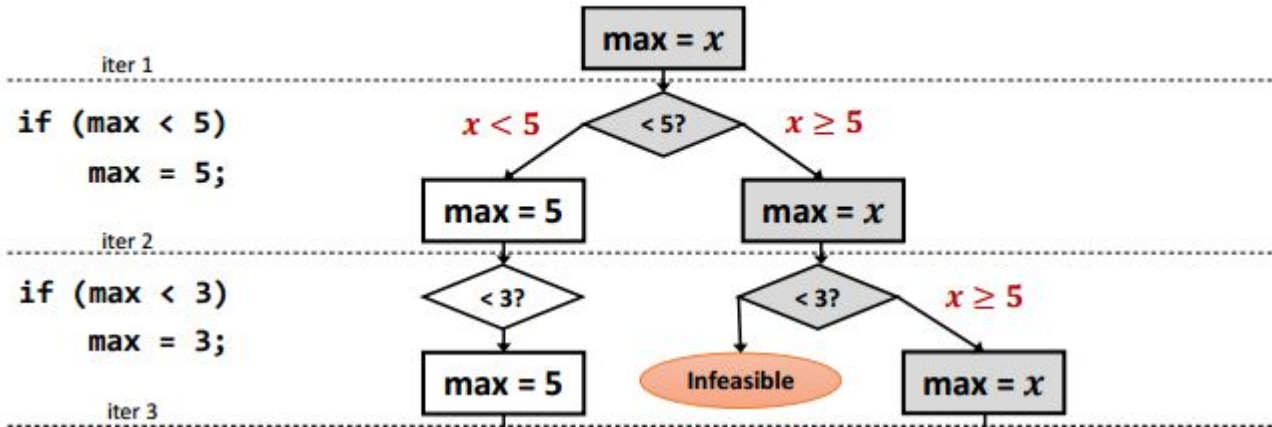 max = x
iter 1
if (max < 5)
max = 5;
x < 5
< 5?
x ≥ 5
max = 5
max = x
iter 2
if (max < 3)
max = 3;
< 3?
< 3?
x ≥ 5
max = 5
Infeasible
max = x
iter 3